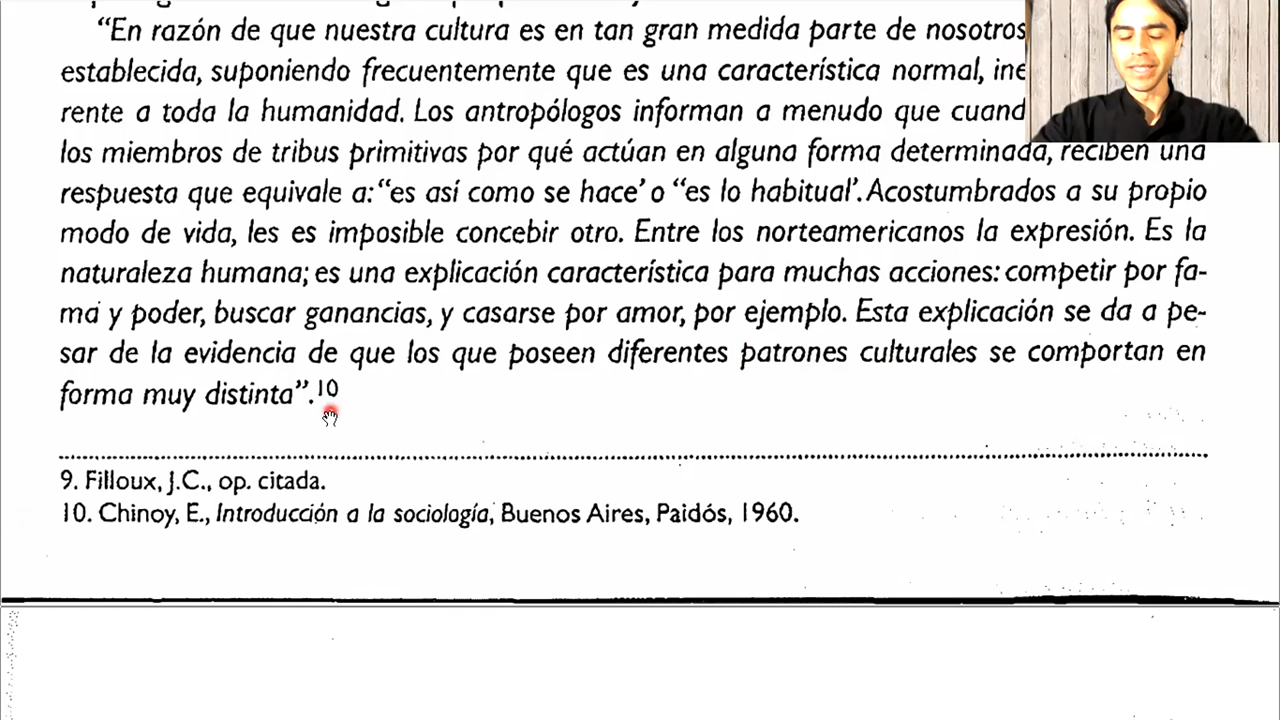 “En razón de que nuestra cultura es en tan gran medida parte de nosotros
establecida, suponiendo frecuentemente que es una característica normal, ine
rente a toda la humanidad. Los antropólogos informan a menudo que cuand
los miembros de tribus primitivas por qué actúan en alguna forma determinada, reciben una
respuesta que equivale a: “es así como se hace’ o “es lo habitual’. Acostumbrados a su propio
modo de vida, les es imposible concebir otro. Entre los norteamericanos la expresión. Es la
naturaleza humana; es una explicación característica para muchas acciones: competir por fa-
ma y poder, buscar ganancias, y casarse por amor, por ejemplo. Esta explicación se da a pe-
sar de la evidencia de que los que poseen diferentes patrones culturales se comportan en
forma muy distinta”.10
9. Filloux, J.C., op. citada.
10. Chinoy, E., Introducción a la sociología, Buenos Aires, Paidós, 1960.